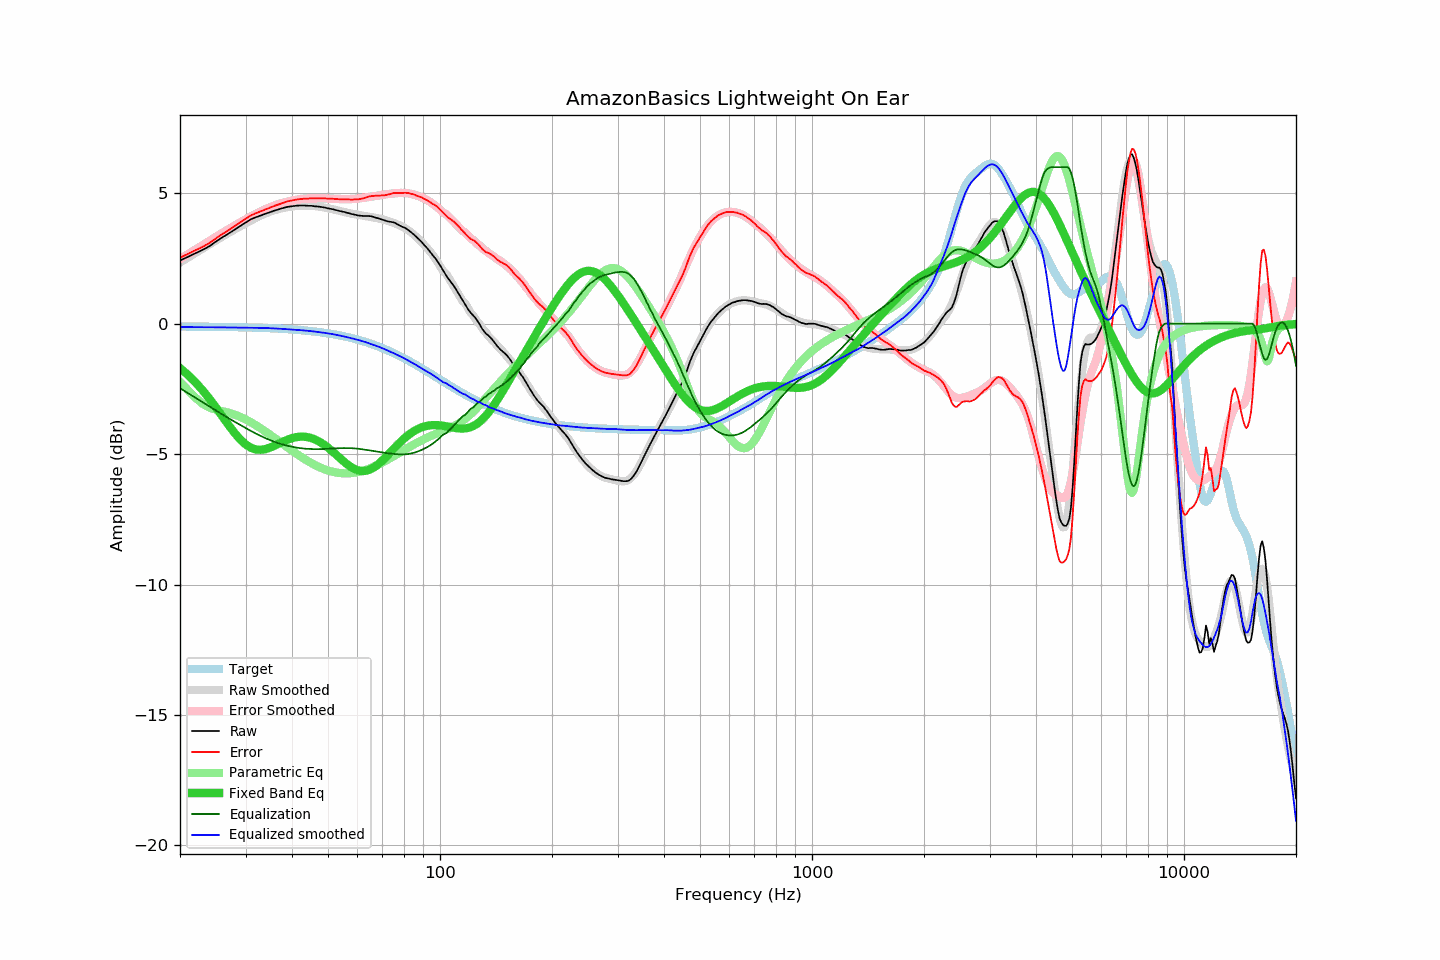 AmazonBasics Lightweight On Ear
Amplitude (dBr)
5
0
−5
−10
−15
−20
Target
Raw Smoothed
Error Smoothed
Raw
Error
Parametric Eq
Fixed Band Eq
Equalization
Equalized smoothed
100
1000
10000
Frequency (Hz)